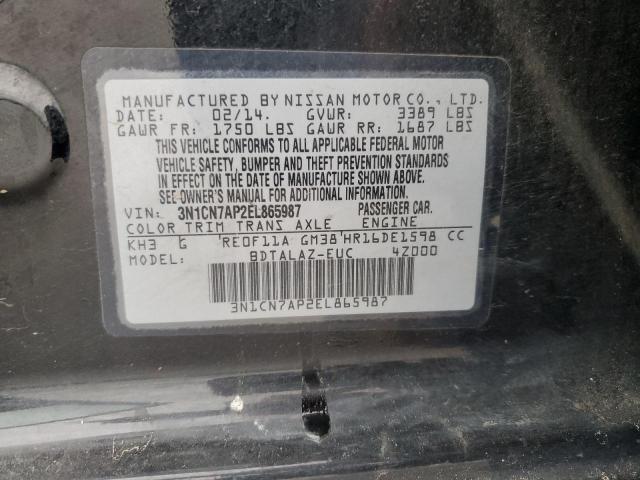 MANUFACTURED BY NISSAN MOTOR CO., LTD.
DATE: 02/14. GVWR: 3389 LBS
GAWR FR: 1750 LBS GAWR RR: 1687 LBS
THIS VEHICLE CONFORMS TO ALL APPLICABLE FEDERAL MOTOR
VEHICLE SAFETY, BUMPER AND THEFT PREVENTION STANDARDS
IN EFFECT ON THE DATE OF MANUFACTURE SHOWN ABOVE.
SEE OWNER'S MANUAL FOR ADDITIONAL INFORMATION.
VIN: 3N1CN7AP2EL865987 PASSENGER CAR.
COLOR TRIM TRANS AXLE ENGINE
KH3 G 'RE0F11A GM38'HR16DE1598 CC
MODEL: BDTALAZ-EUC 4Z000
3N1CN7AP2EL865987